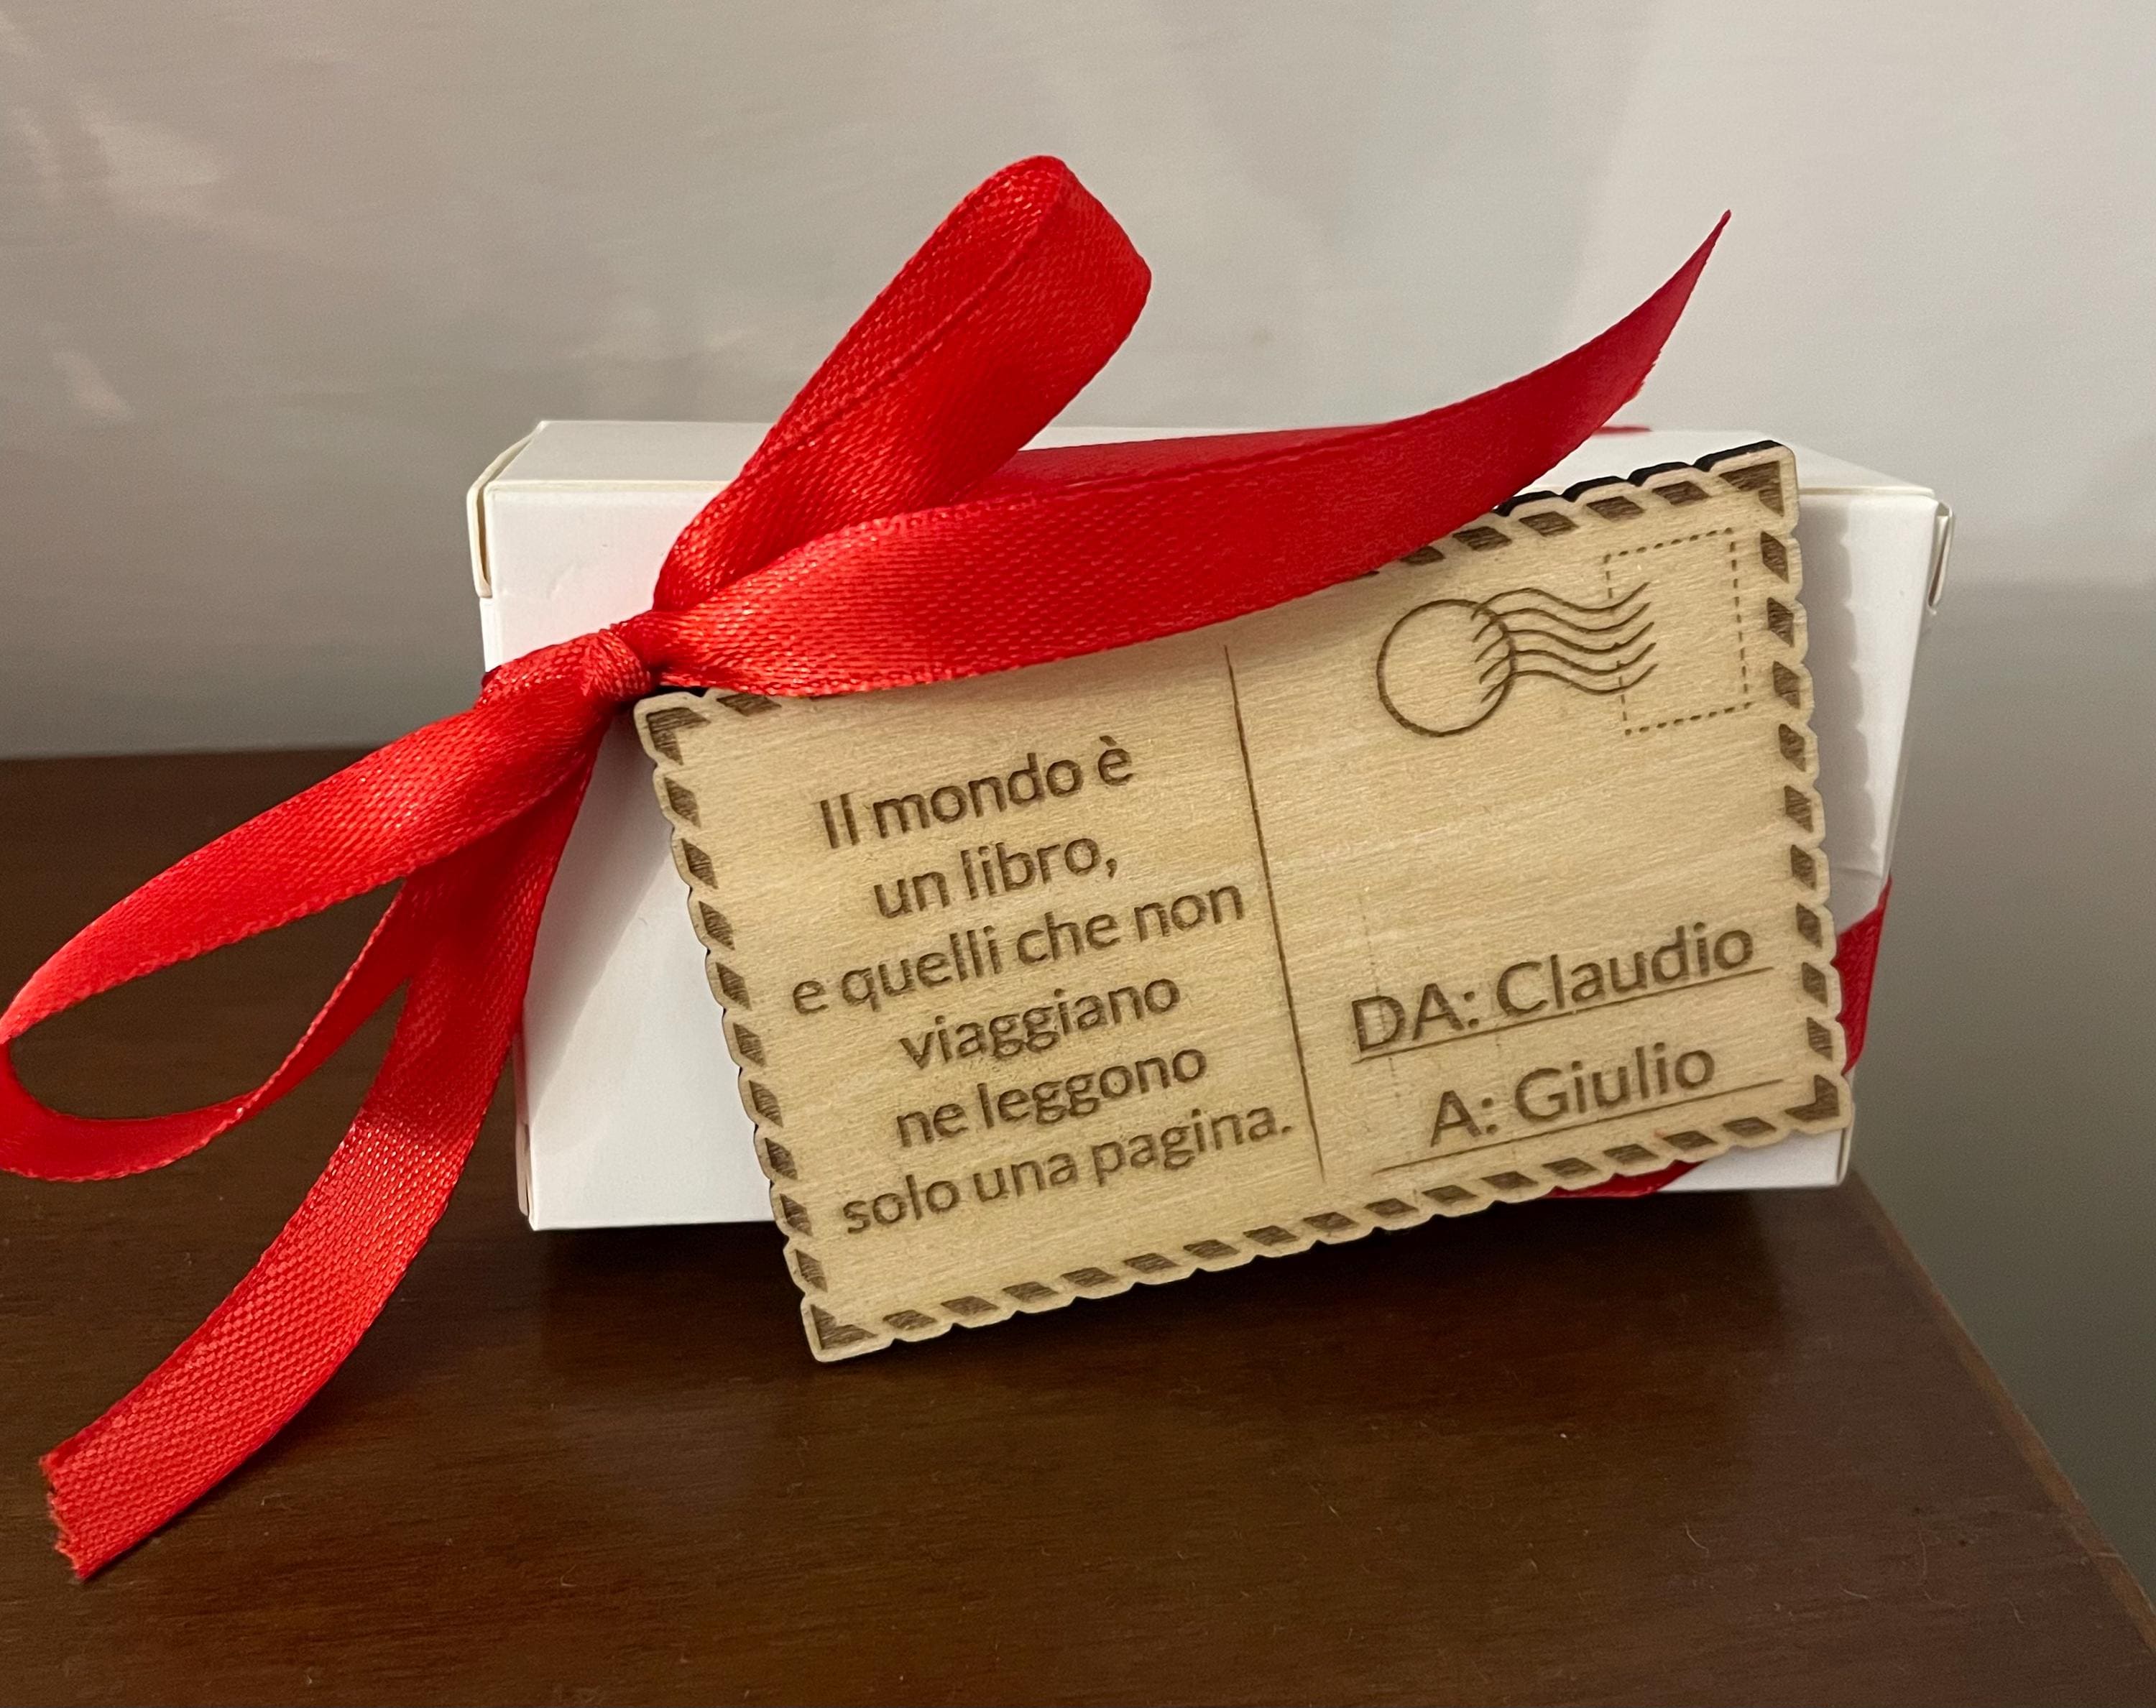 Il mondo è
un libro,
e quelli che non
viaggiano
ne leggono
solo una pagina.
DA: Claudio
A: Giulio